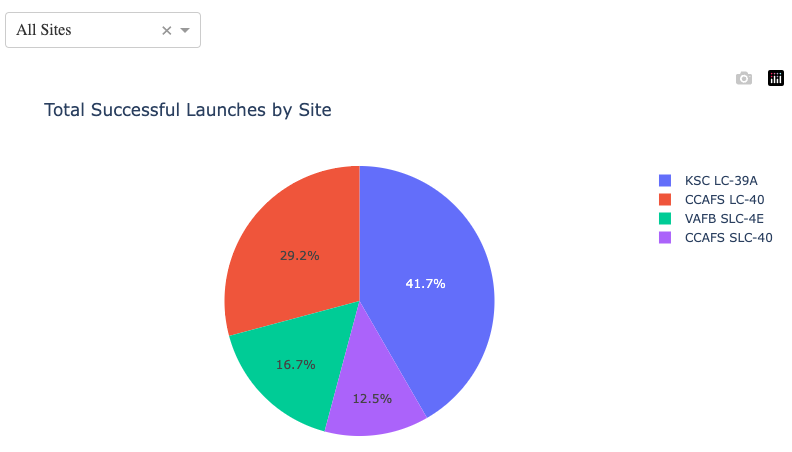 All Sites
Total Successful Launches by Site
KSC LC-39A
CCAFS LC-40
VAFB SLC-4E
CCAFS SLC-40
29.2%
41.7%
16.7%
12.5%